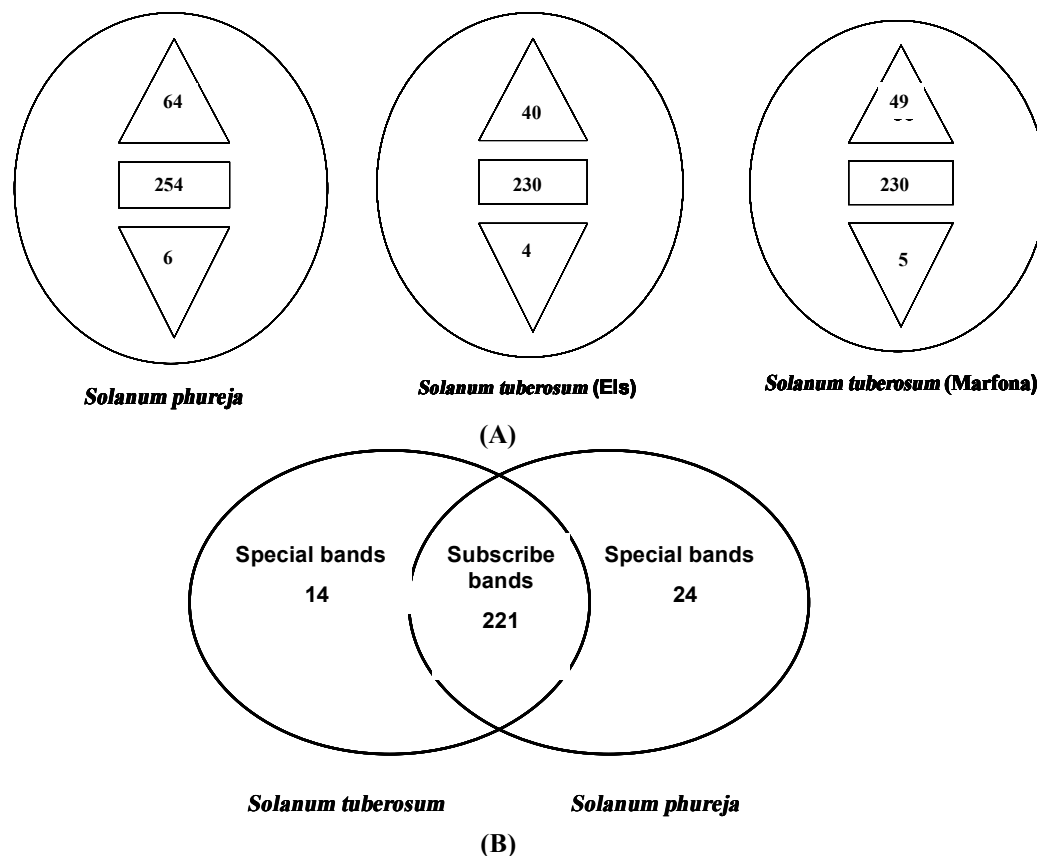 64
40
49
254
230
230
6
4
5
Solanum phureja
Solanum tuberosum (Els)
Solanum tuberosum (Marfona)
(A)
Special bands
14
Subscribe
bands
221
Special bands
24
Solanum tuberosum
Solanum phureja
(B)